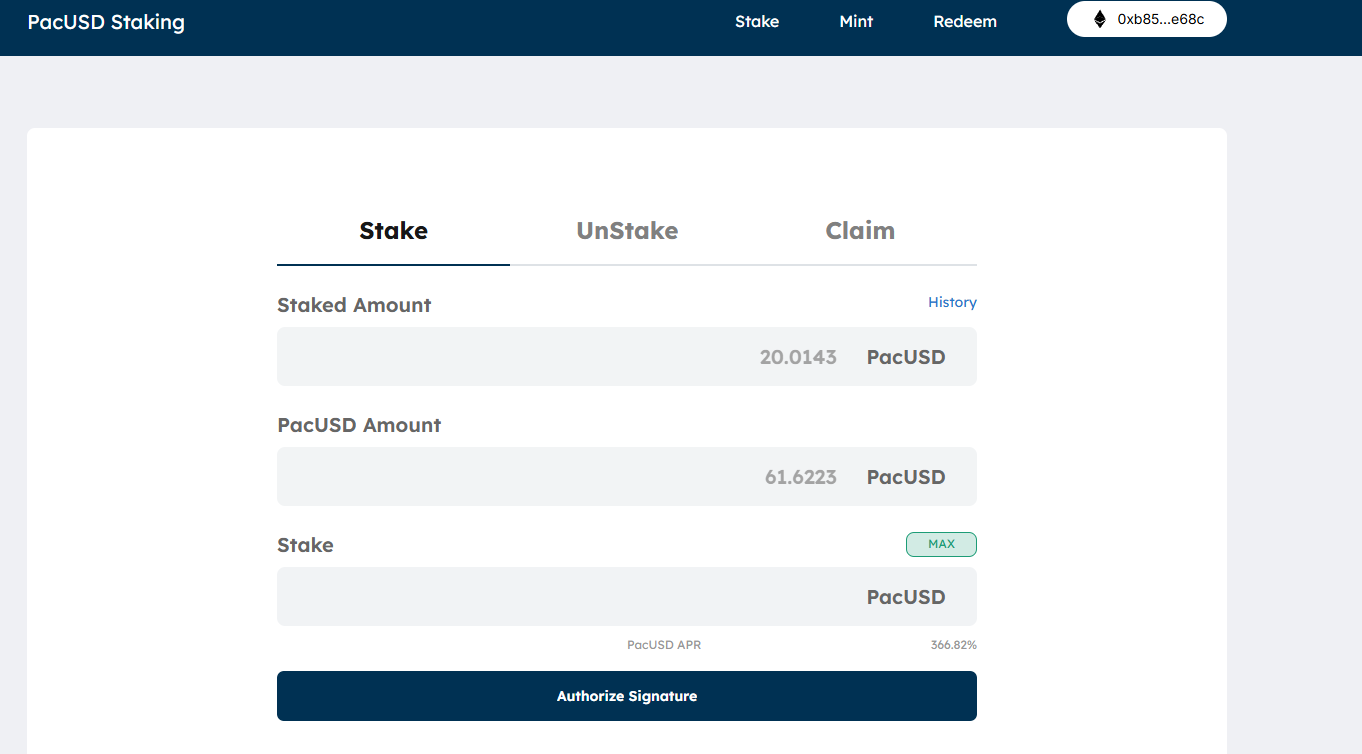 PacUSD Staking
Stake
Mint
Redeem
0xb85...e68c
Stake
UnStake
Claim
Staked Amount
History
20.0143 PacUSD
PacUSD Amount
61.6223 PacUSD
Stake
MAX
PacUSD
PacUSD APR
366.82%
Authorize Signature